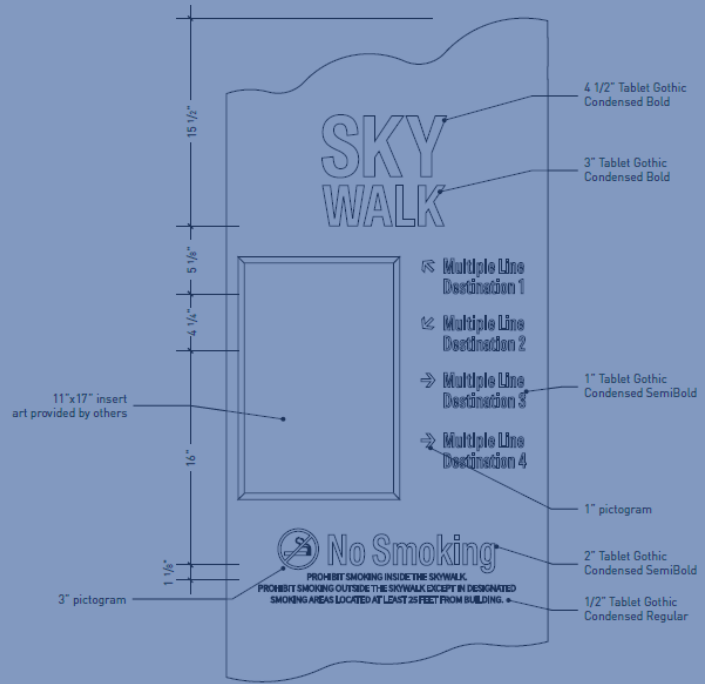 15 1/2"
5 1/8"
4 1/4"
16"
1 1/8"
SKY
WALK
Multiple Line
Destination 1
Multiple Line
Destination 2
Multiple Line
Destination 3
Multiple Line
Destination 4
No Smoking
PROHIBIT SMOKING INSIDE THE SKYWALK.
PROHIBIT SMOKING OUTSIDE THE SKYWALK EXCEPT IN DESIGNATED
SMOKING AREAS LOCATED AT LEAST 25 FEET FROM BUILDING.
11"x17" insert
art provided by others
3" pictogram
4 1/2" Tablet Gothic
Condensed Bold
3" Tablet Gothic
Condensed Bold
1" Tablet Gothic
Condensed SemiBold
1" pictogram
2" Tablet Gothic
Condensed SemiBold
1/2" Tablet Gothic
Condensed Regular